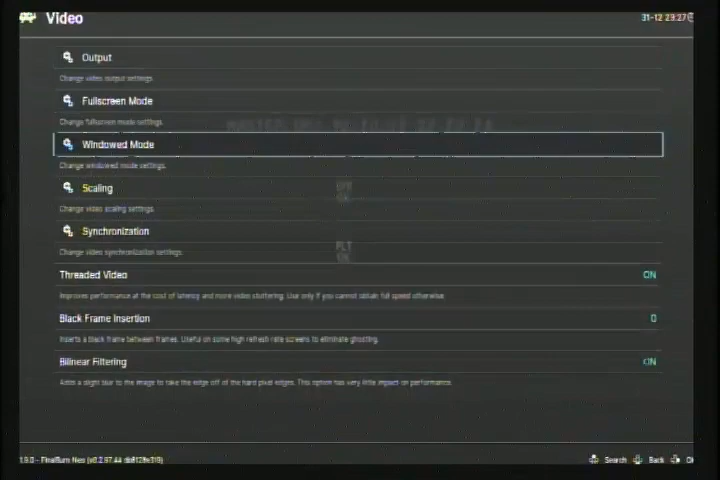 Video
31-12 23:27
Output
Change video output settings.
Fullscreen Mode
Change fullscreen mode settings.
Windowed Mode
Change windowed mode settings.
Scaling
Change video scaling settings.
Synchronization
Change video synchronization settings.
Threaded Video ON
Improves performance at the cost of latency and more video stuttering. Use only if you cannot obtain full speed otherwise.
Black Frame Insertion 0
Inserts a black frame between frames. Useful on some high refresh rate screens to eliminate ghosting.
Bilinear Filtering ON
Adds a slight blur to the image to take the edge off of the hard pixel edges. This option has very little impact on performance.
1.9.0 - FinalBurn Neo (v0.2.97.44
Search Back